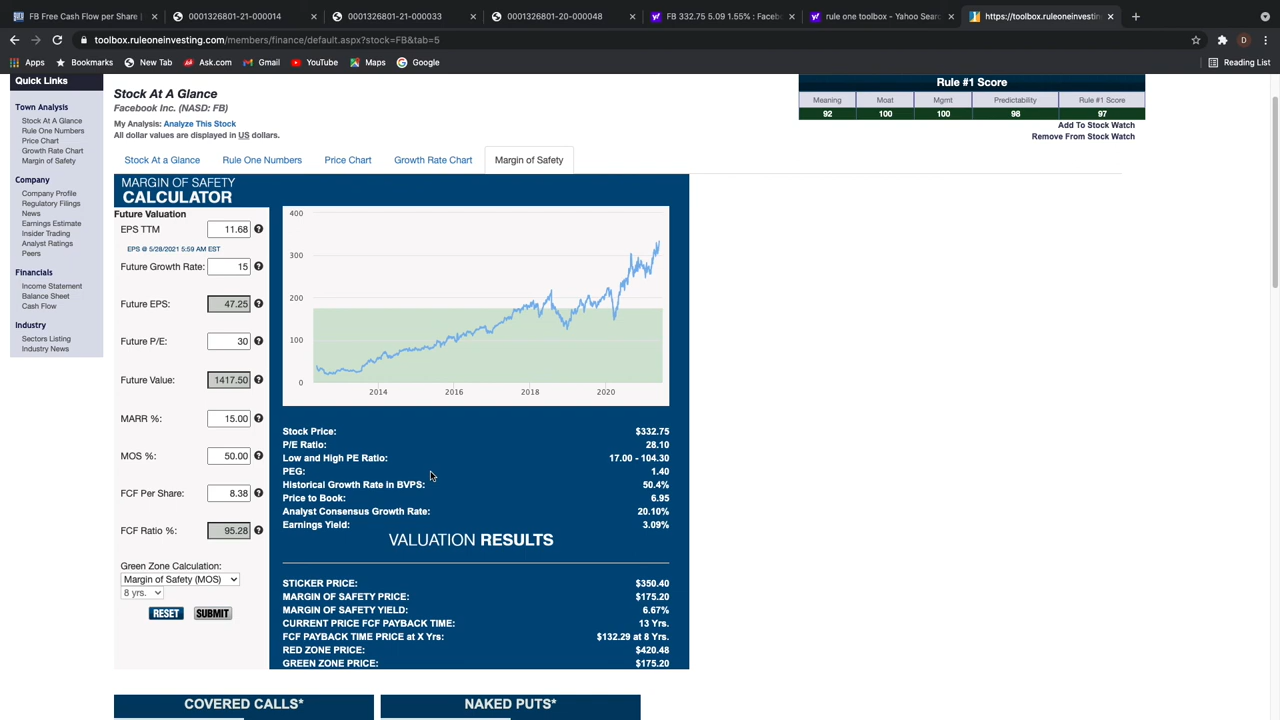 FB Free Cash Flow per Share
0001326801-21-000014
0001326801-21-000033
0001326801-20-000048
FB 332.75 5.09 1.55% : Faceb
rule one toolbox - Yahoo Sear
https://toolbox.ruleoneinvestin
toolbox.ruleoneinvesting.com/members/finance/default.aspx?stock=FB&tab=5
D
Apps
Bookmarks
New Tab
Ask.com
Gmail
YouTube
Maps
Google
Reading List
Quick Links
Town Analysis
Stock At A Glance
Rule One Numbers
Price Chart
Growth Rate Chart
Margin of Safety
Company
Company Profile
Regulatory Filings
News
Earnings Estimate
Insider Trading
Analyst Ratings
Peers
Financials
Income Statement
Balance Sheet
Cash Flow
Industry
Sectors Listing
Industry News
Stock At A Glance
Facebook Inc. (NASD: FB)
My Analysis: Analyze This Stock
All dollar values are displayed in US dollars.
Rule #1 Score
Meaning Moat Mgmt Predictability Rule #1 Score
92 100 100 98 97
Add To Stock Watch
Remove From Stock Watch
Stock At a Glance
Rule One Numbers
Price Chart
Growth Rate Chart
Margin of Safety
MARGIN OF SAFETY
CALCULATOR
Future Valuation
EPS TTM 11.68 ?
EPS @ 5/28/2021 5:59 AM EST
Future Growth Rate: 15 ?
Future EPS: 47.25 ?
Future P/E: 30 ?
Future Value: 1417.50 ?
MARR %: 15.00 ?
MOS %: 50.00 ?
FCF Per Share: 8.38 ?
FCF Ratio %: 95.28 ?
Green Zone Calculation:
Margin of Safety (MOS)
8 yrs.
RESET SUBMIT
400
300
200
100
0
2014 2016 2018 2020
Stock Price: $332.75
P/E Ratio: 28.10
Low and High PE Ratio: 17.00 - 104.30
PEG: 1.40
Historical Growth Rate in BVPS: 50.4%
Price to Book: 6.95
Analyst Consensus Growth Rate: 20.10%
Earnings Yield: 3.09%
VALUATION RESULTS
STICKER PRICE: $350.40
MARGIN OF SAFETY PRICE: $175.20
MARGIN OF SAFETY YIELD: 6.67%
CURRENT PRICE FCF PAYBACK TIME: 13 Yrs.
FCF PAYBACK TIME PRICE at X Yrs: $132.29 at 8 Yrs.
RED ZONE PRICE: $420.48
GREEN ZONE PRICE: $175.20
COVERED CALLS*
NAKED PUTS*